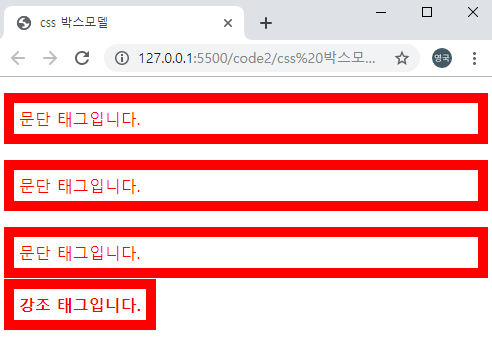 css 박스모델
127.0.0.1:5500/code2/css%20박스모...
영국
문단 태그입니다.
문단 태그입니다.
문단 태그입니다.
강조 태그입니다.